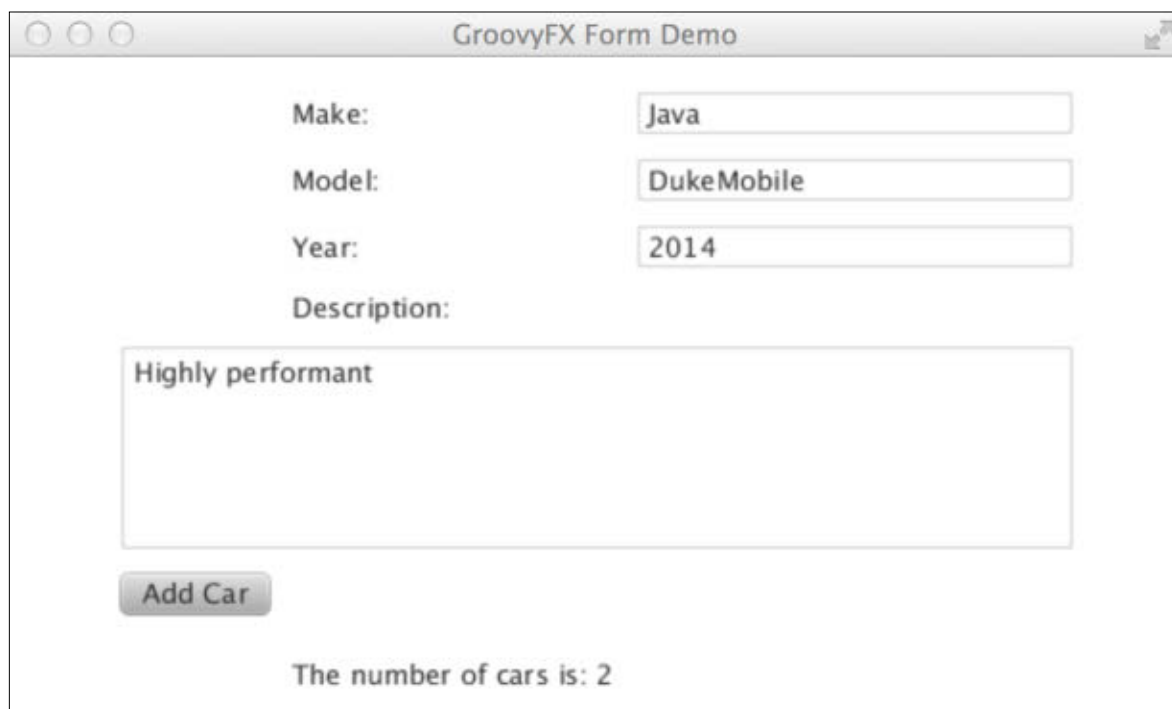 GroovyFX Form Demo
Make: Java
Model: DukeMobile
Year: 2014
Description:
Highly performant
Add Car
The number of cars is: 2